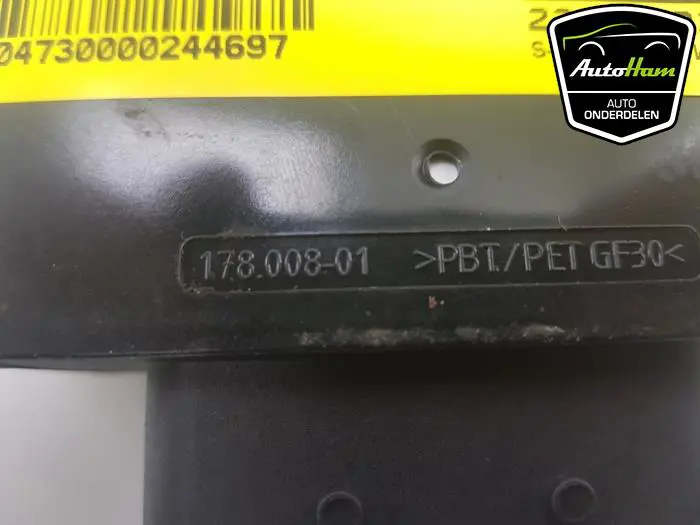 04730000244697
AutoHam
AUTO
ONDERDELEN
178.008-01 >PBT/PET GF30<